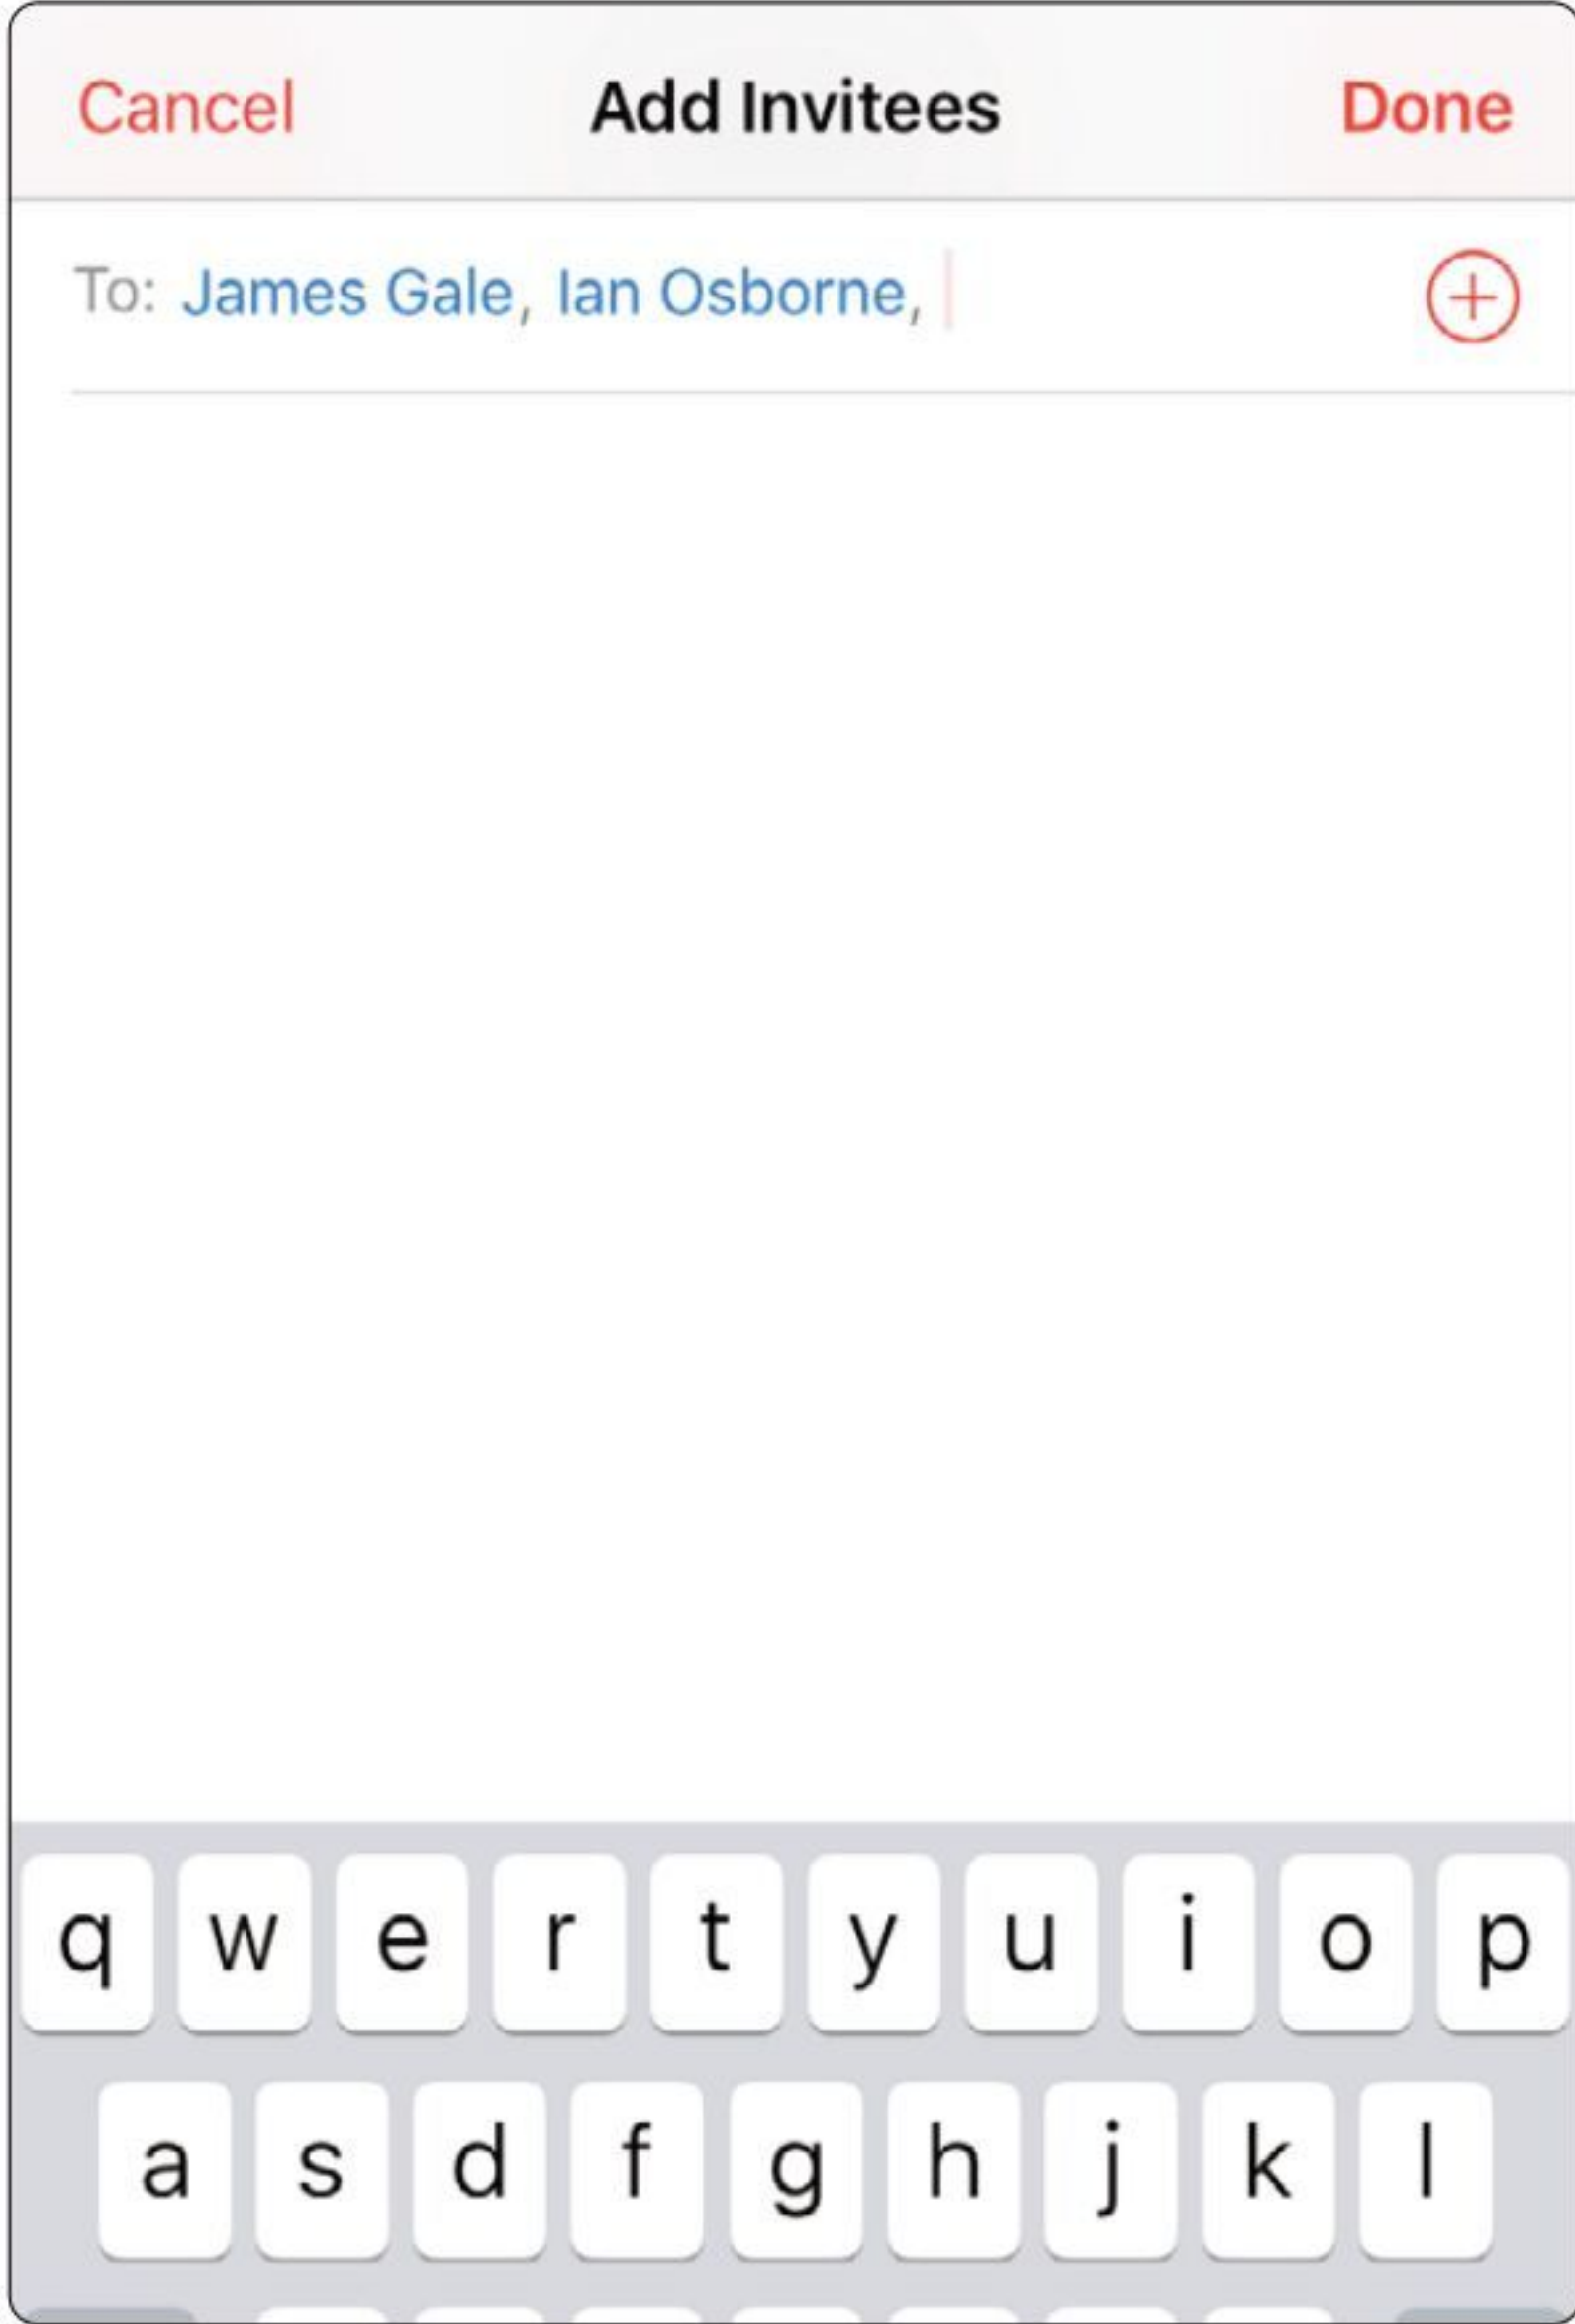 Cancel Add Invitees Done
To: James Gale, Ian Osborne,
q w e r t y u i o p
a s d f g h j k l